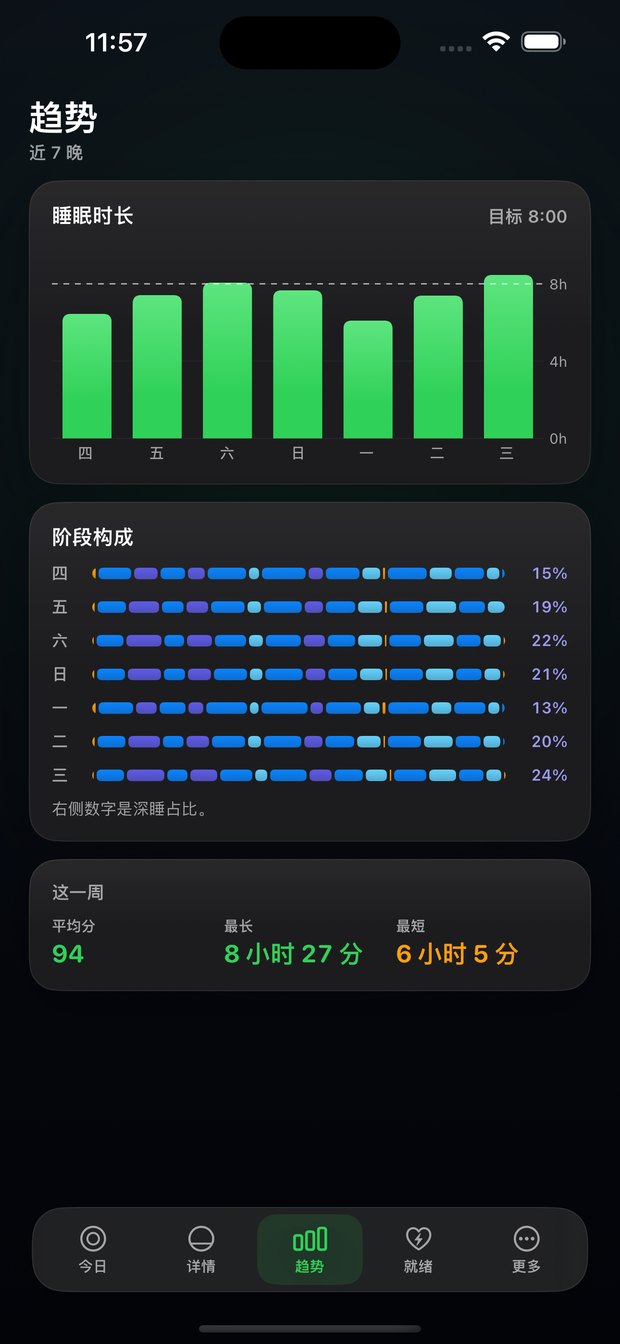 11:57
趋势
近 7 晚
睡眠时长 目标 8:00
8h
4h
0h
四 五 六 日 一 二 三
阶段构成
四 15%
五 19%
六 22%
日 21%
一 13%
二 20%
三 24%
右侧数字是深睡占比。
这一周
平均分 最长 最短
94 8 小时 27 分 6 小时 5 分
今日 详情 趋势 就绪 更多